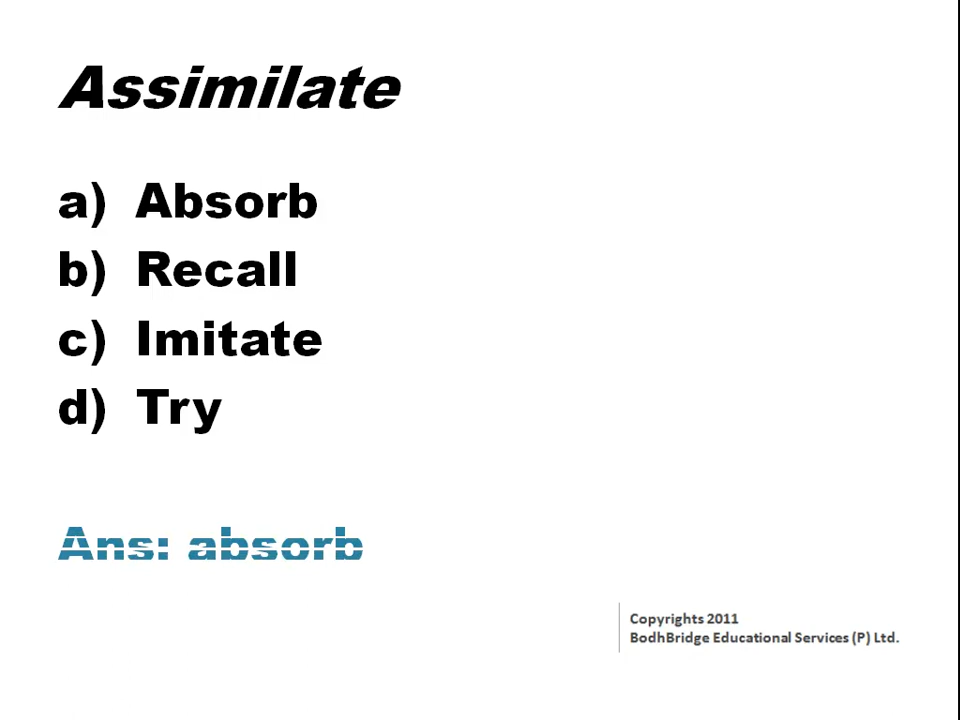 Assimilate
a) Absorb
b) Recall
c) Imitate
d) Try
Ans: absorb
Copyrights 2011
BodhBridge Educational Services (P) Ltd.